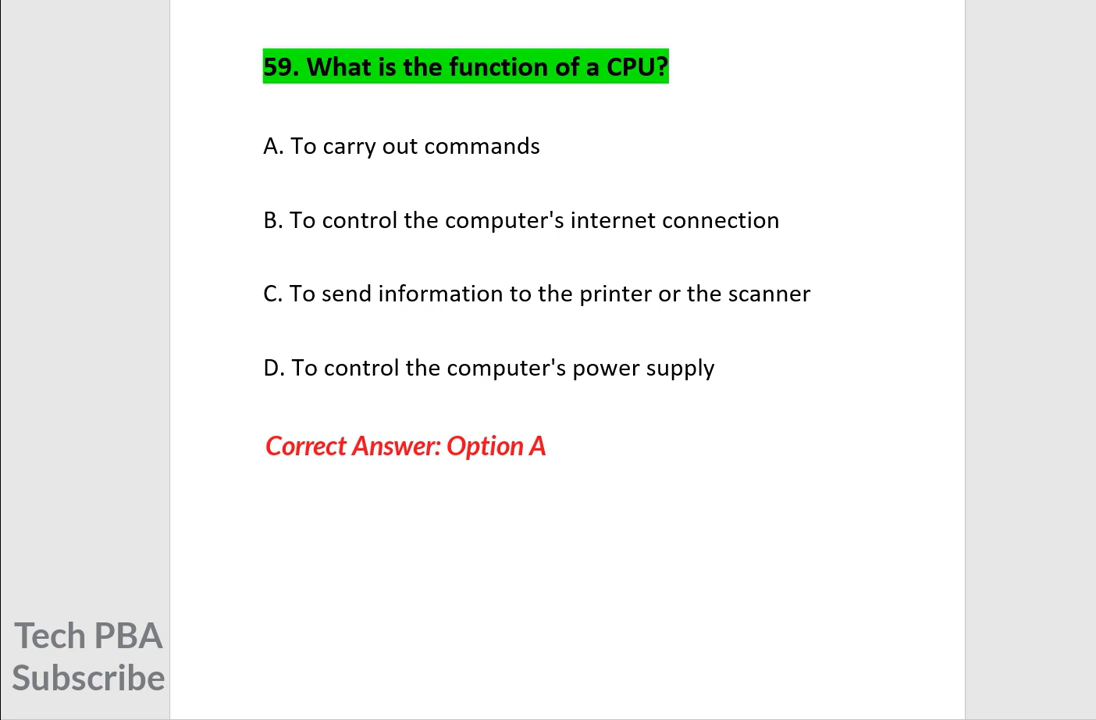 59. What is the function of a CPU?
A. To carry out commands
B. To control the computer's internet connection
C. To send information to the printer or the scanner
D. To control the computer's power supply
Correct Answer: Option A
Tech PBA
Subscribe